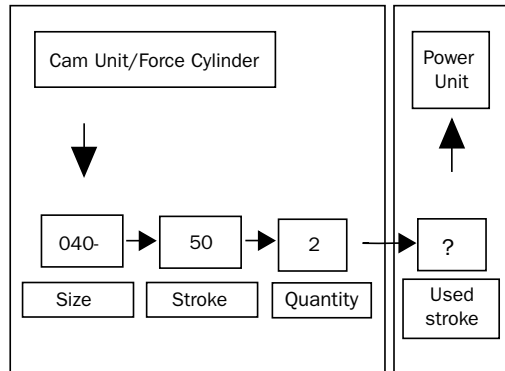 Cam Unit/Force Cylinder
Power
Unit
040-
50
2
?
Size
Stroke
Quantity
Used
stroke